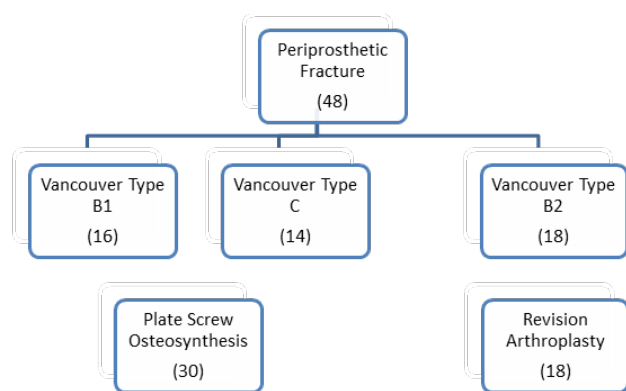 Periprosthetic
Fracture
(48)
Vancouver Type
B1
(16)
Vancouver Type
C
(14)
Vancouver Type
B2
(18)
Plate Screw
Osteosynthesis
(30)
Revision
Arthroplasty
(18)